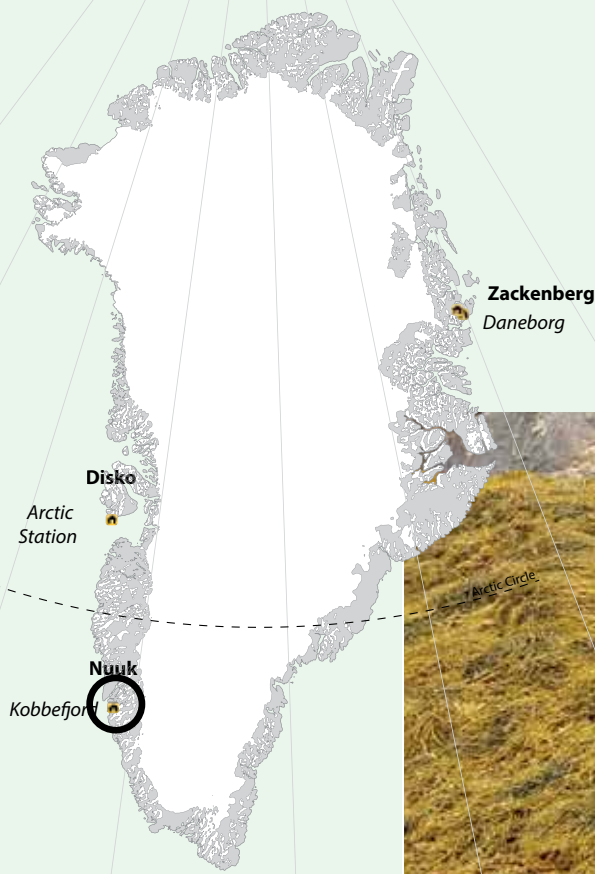 Zackenberg
Daneborg
Disko
Arctic
Station
Arctic Circle
Nuuk
Kobbefjord